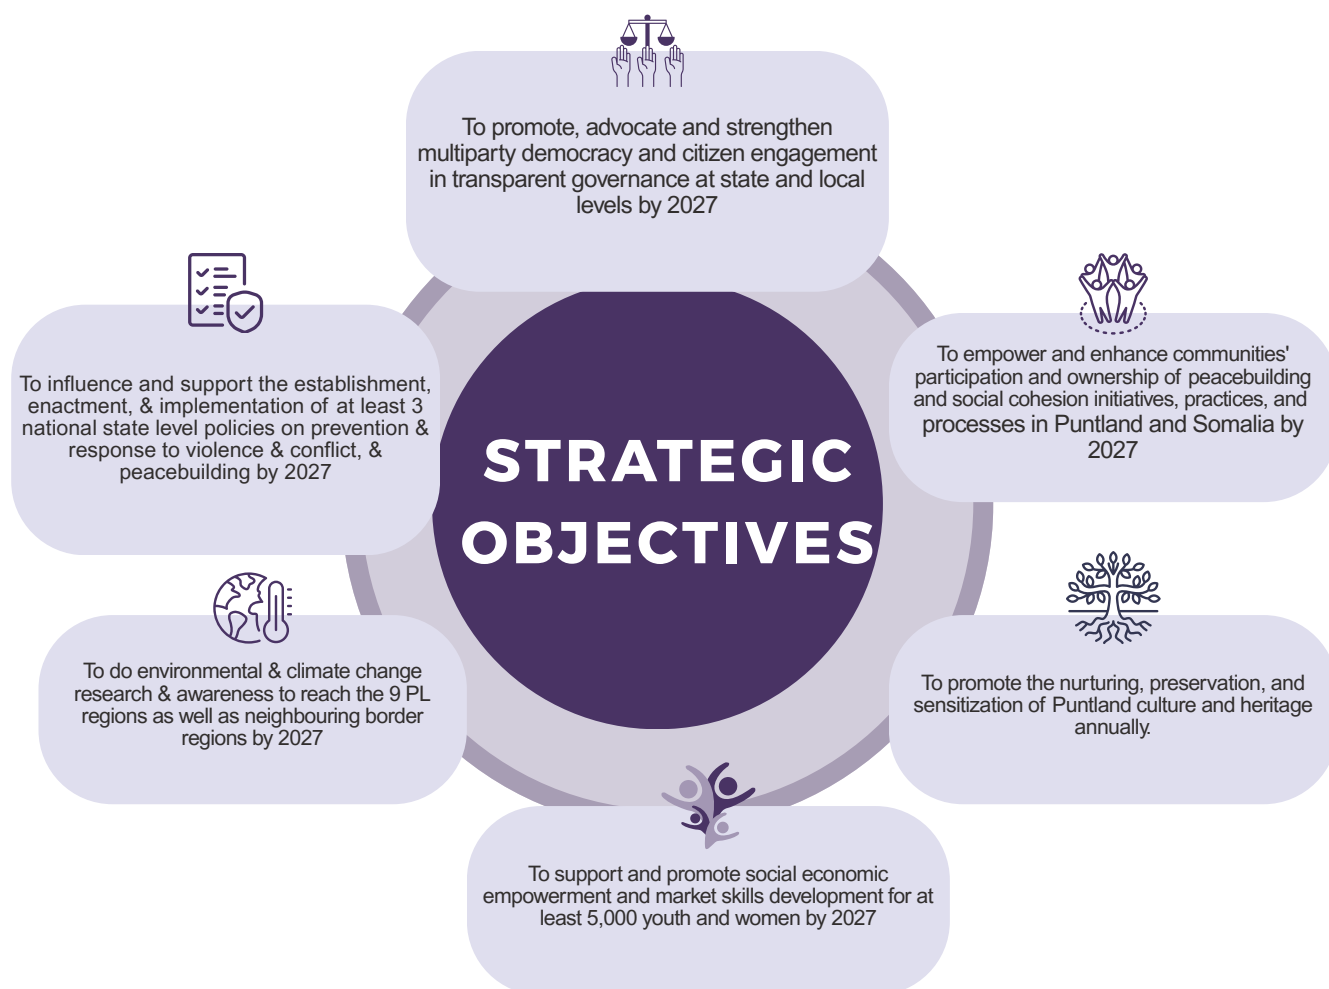 To promote, advocate and strengthen
multiparty democracy and citizen engagement
in transparent governance at state and local
levels by 2027
To empower and enhance communities'
participation and ownership of peacebuilding
and social cohesion initiatives, practices, and
processes in Puntland and Somalia by
2027
To promote the nurturing, preservation, and
sensitization of Puntland culture and heritage
annually.
To support and promote social economic
empowerment and market skills development for at
least 5,000 youth and women by 2027
To do environmental & climate change
research & awareness to reach the 9 PL
regions as well as neighbouring border
regions by 2027
To influence and support the establishment,
enactment, & implementation of at least 3
national state level policies on prevention &
response to violence & conflict, &
peacebuilding by 2027
STRATEGIC
OBJECTIVES